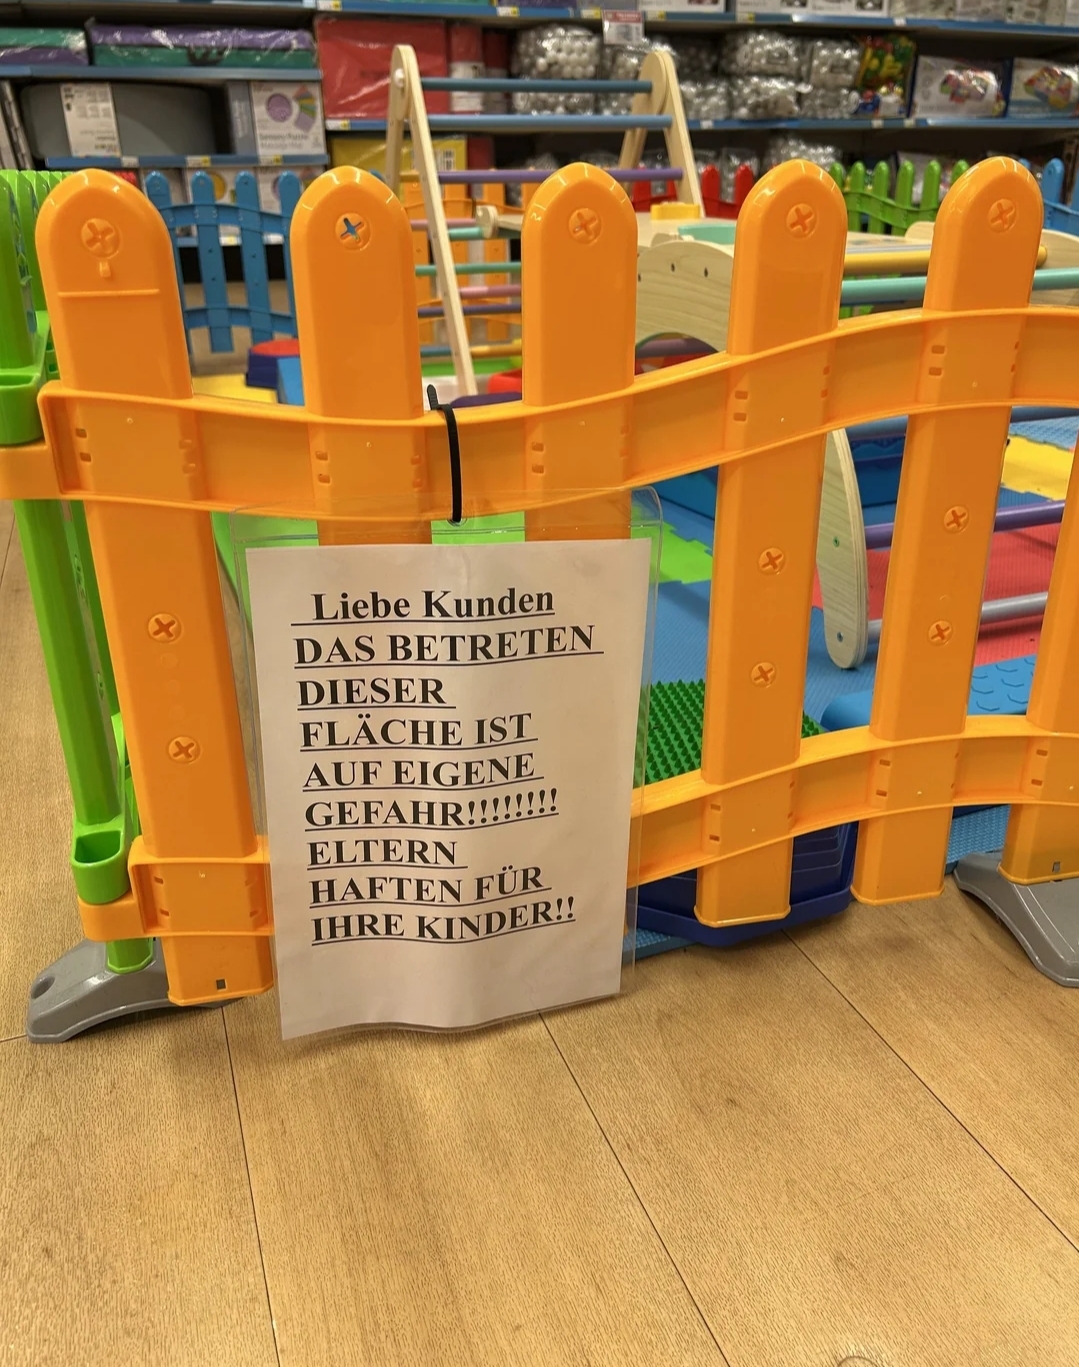 Liebe Kunden
DAS BETRETEN
DIESER
FLÄCHE IST
AUF EIGENE
GEFAHR!!!!!!!!
ELTERN
HAFTEN FÜR
IHRE KINDER!!